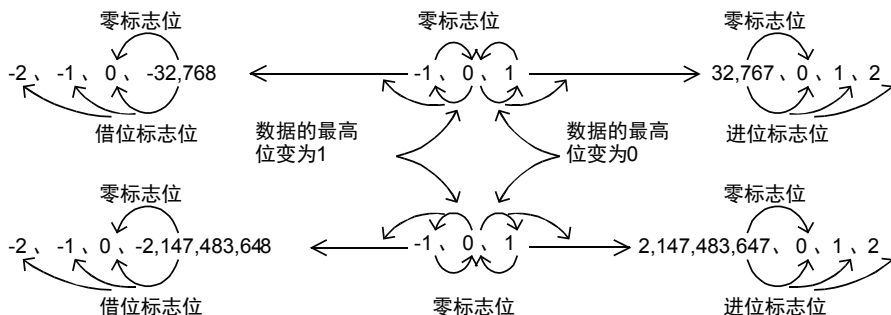 零标志位 零标志位 零标志位
-2、 -1、 0、 -32,768 -1、0、1 32,767、0、1、2
借位标志位 数据的最高 数据的最高 进位标志位
位变为1 位变为0
零标志位 零标志位
-2、 -1、 0、 -2,147,483,648 -1、0、1 2,147,483,647、0、1、2
借位标志位 零标志位 进位标志位